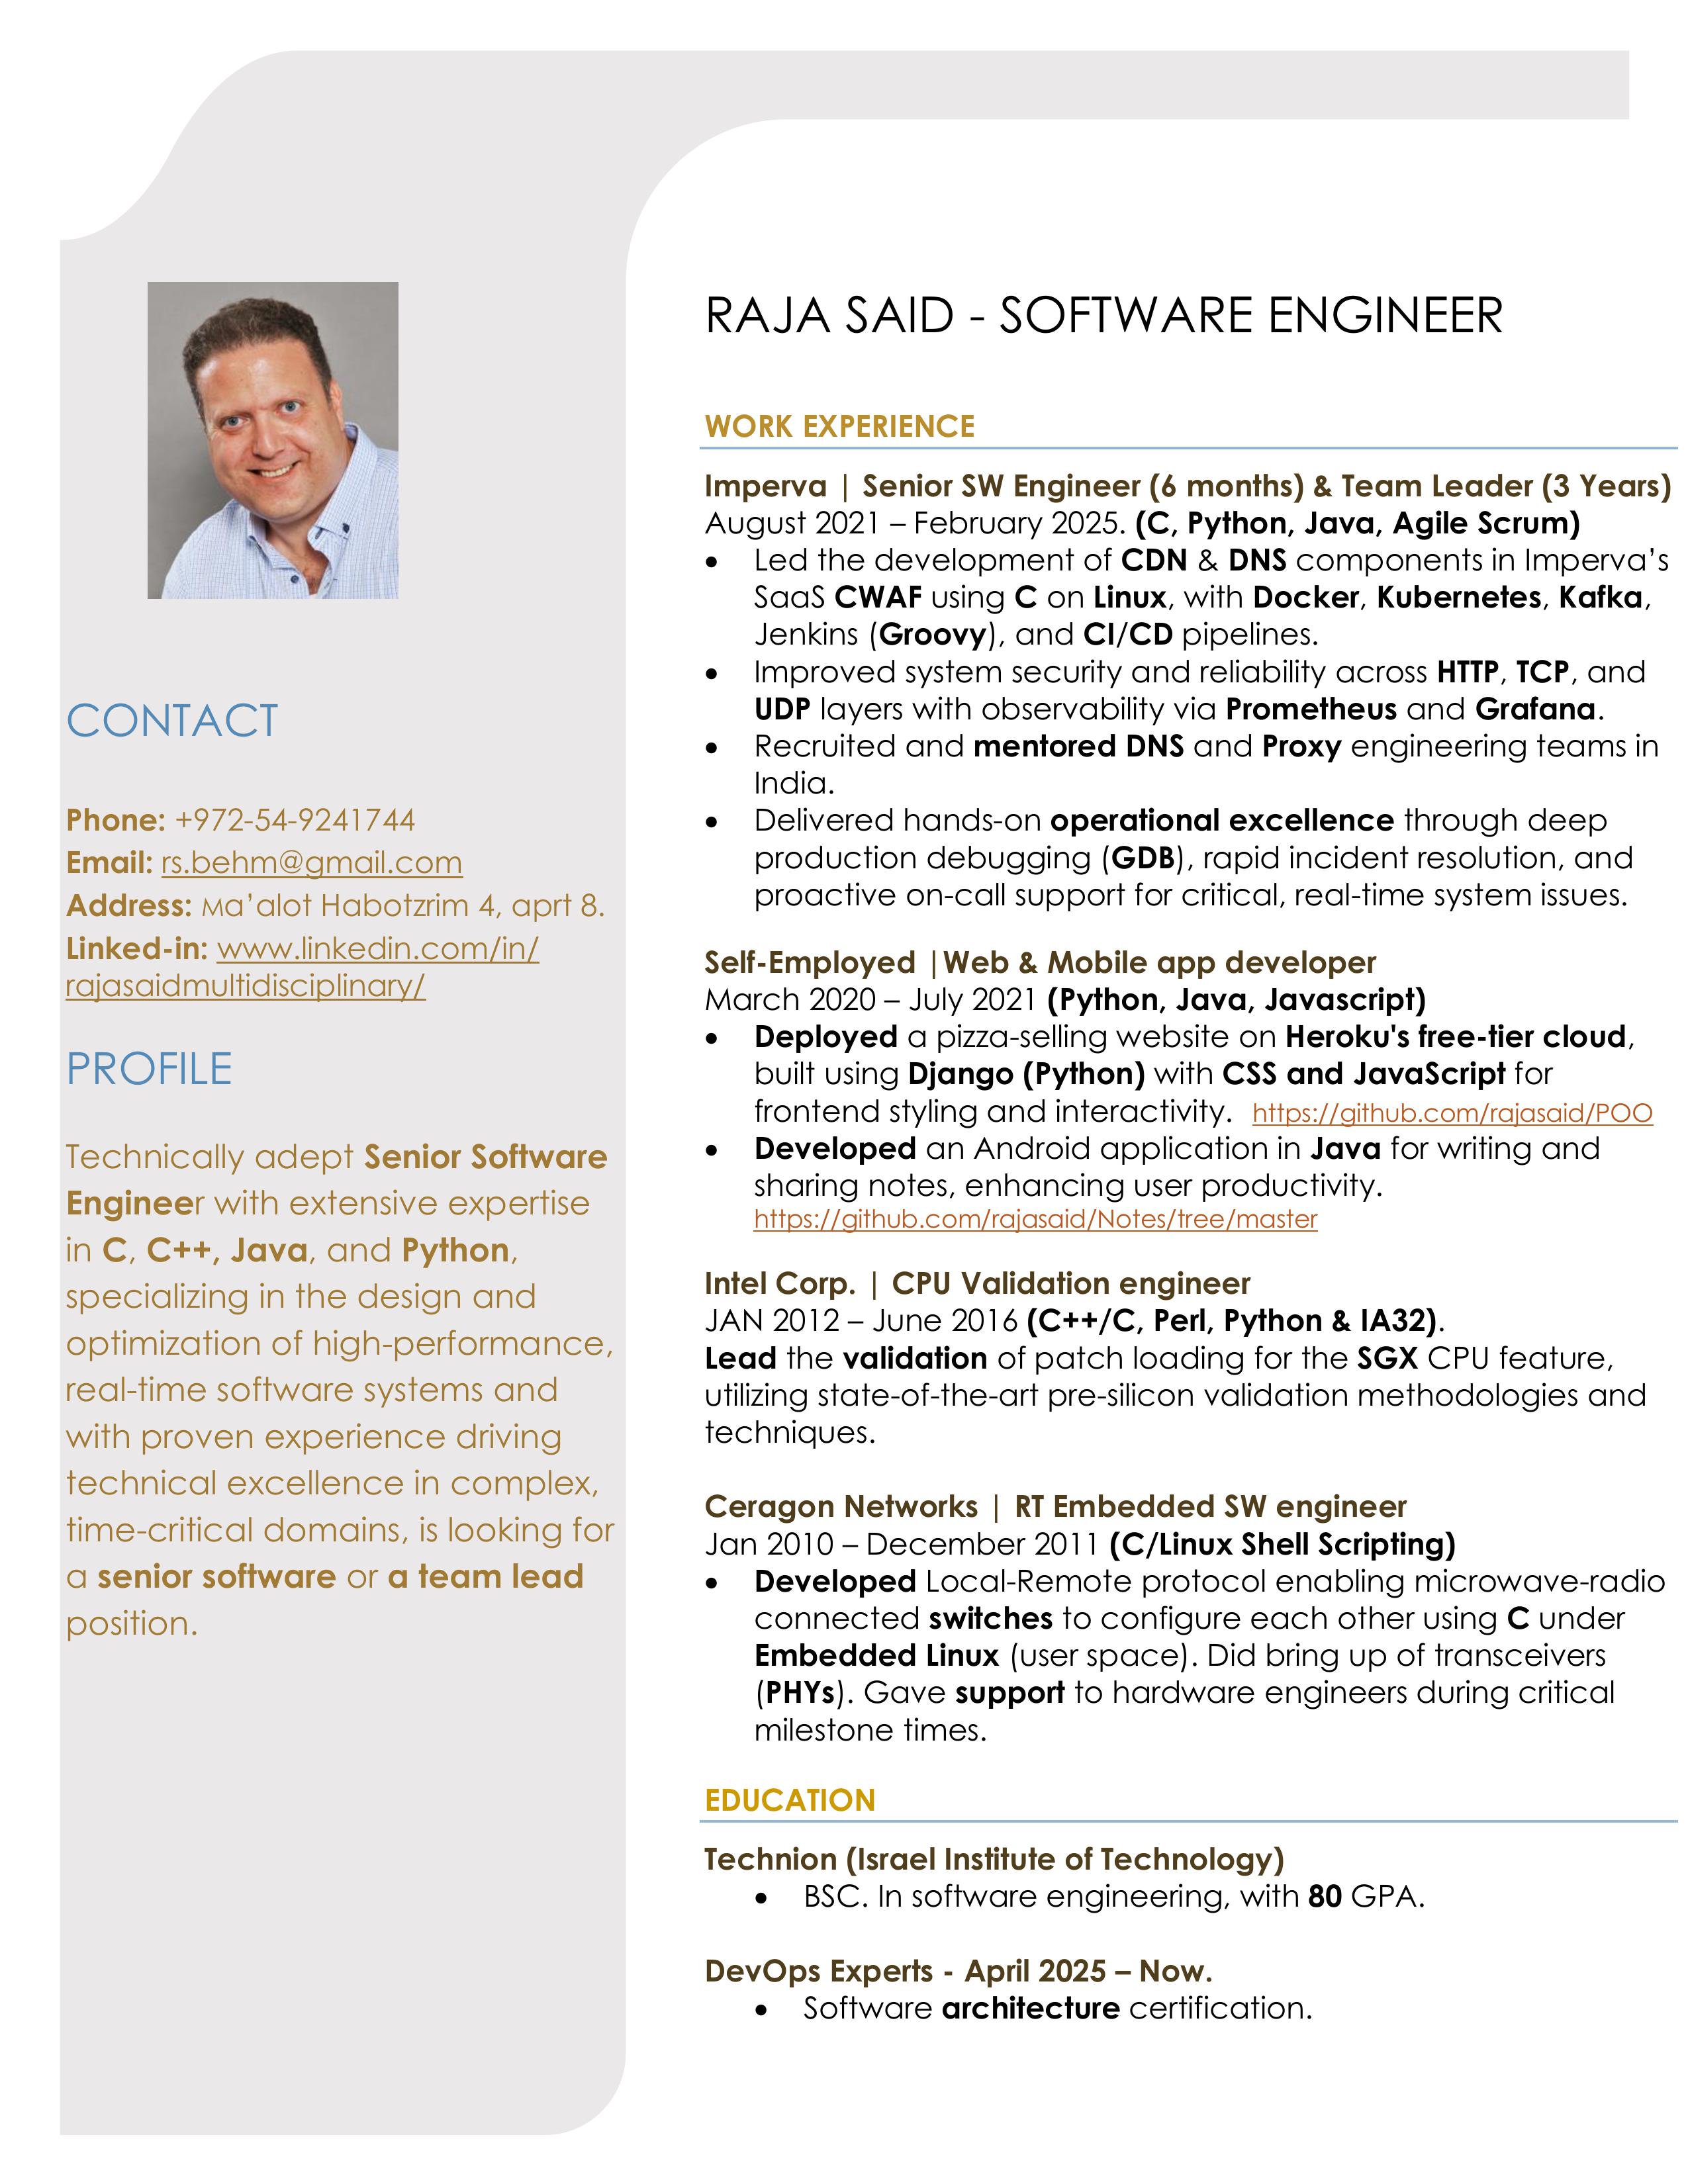 RAJA SAID - SOFTWARE ENGINEER
CONTACT
Phone: +972-54-9241744
Email: rs.behm@gmail.com
Address: Ma’alot Habotzrim 4, aprt 8.
Linked-in: www.linkedin.com/in/
rajasaidmultidisciplinary/
PROFILE
Technically adept Senior Software
Engineer with extensive expertise
in C, C++, Java, and Python,
specializing in the design and
optimization of high-performance,
real-time software systems and
with proven experience driving
technical excellence in complex,
time-critical domains, is looking for
a senior software or a team lead
position.
WORK EXPERIENCE
Imperva | Senior SW Engineer (6 months) & Team Leader (3 Years)
August 2021 – February 2025. (C, Python, Java, Agile Scrum)
• Led the development of CDN & DNS components in Imperva’s
SaaS CWAF using C on Linux, with Docker, Kubernetes, Kafka,
Jenkins (Groovy), and CI/CD pipelines.
• Improved system security and reliability across HTTP, TCP, and
UDP layers with observability via Prometheus and Grafana.
• Recruited and mentored DNS and Proxy engineering teams in
India.
• Delivered hands-on operational excellence through deep
production debugging (GDB), rapid incident resolution, and
proactive on-call support for critical, real-time system issues.
Self-Employed |Web & Mobile app developer
March 2020 – July 2021 (Python, Java, Javascript)
• Deployed a pizza-selling website on Heroku's free-tier cloud,
built using Django (Python) with CSS and JavaScript for
frontend styling and interactivity. https://github.com/rajasaid/POO
• Developed an Android application in Java for writing and
sharing notes, enhancing user productivity.
https://github.com/rajasaid/Notes/tree/master
Intel Corp. | CPU Validation engineer
JAN 2012 – June 2016 (C++/C, Perl, Python & IA32).
Lead the validation of patch loading for the SGX CPU feature,
utilizing state-of-the-art pre-silicon validation methodologies and
techniques.
Ceragon Networks | RT Embedded SW engineer
Jan 2010 – December 2011 (C/Linux Shell Scripting)
• Developed Local-Remote protocol enabling microwave-radio
connected switches to configure each other using C under
Embedded Linux (user space). Did bring up of transceivers
(PHYs). Gave support to hardware engineers during critical
milestone times.
EDUCATION
Technion (Israel Institute of Technology)
• BSC. In software engineering, with 80 GPA.
DevOps Experts - April 2025 – Now.
• Software architecture certification.